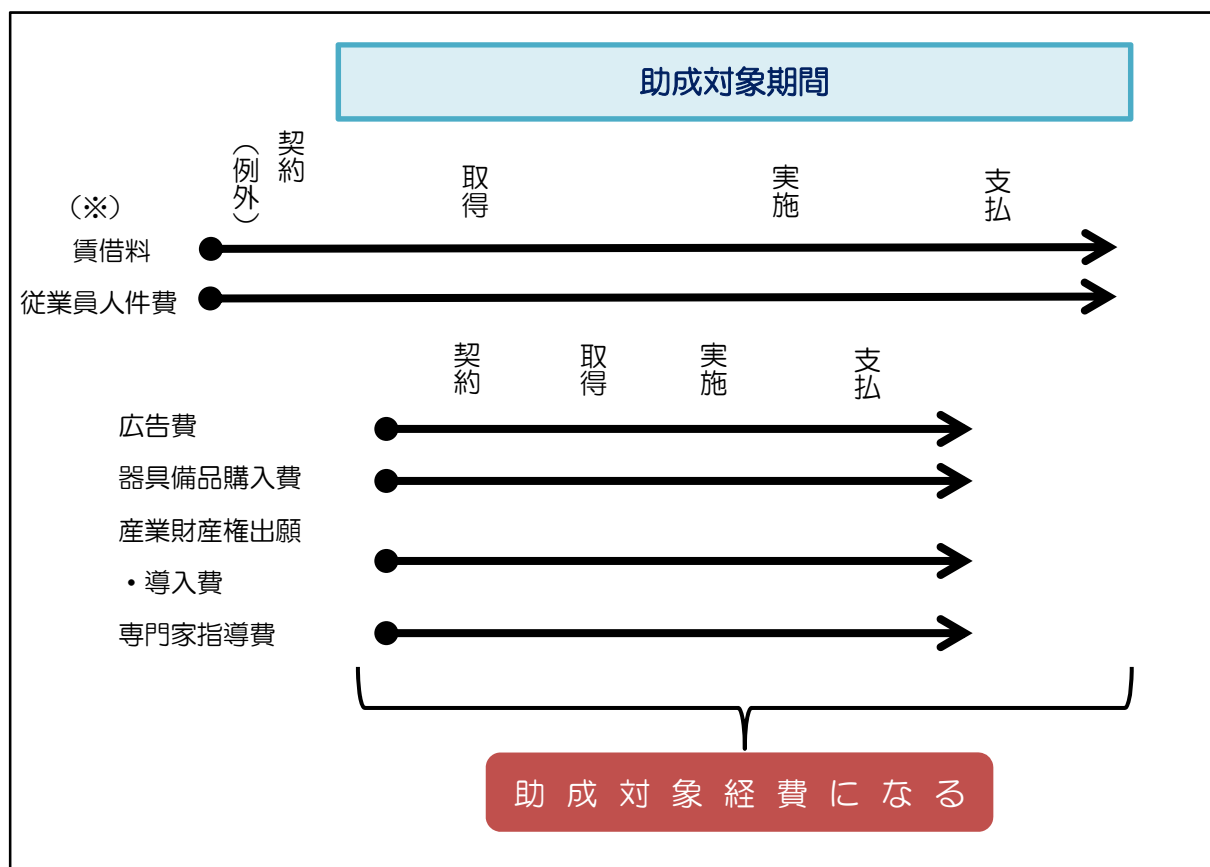 助成対象期間
契約
（例外）
取得
実施
支払
（※）
賃借料
従業員人件費
契約
取得
実施
支払
広告費
器具備品購入費
産業財産権出願
・導入費
専門家指導費
助成対象経費になる